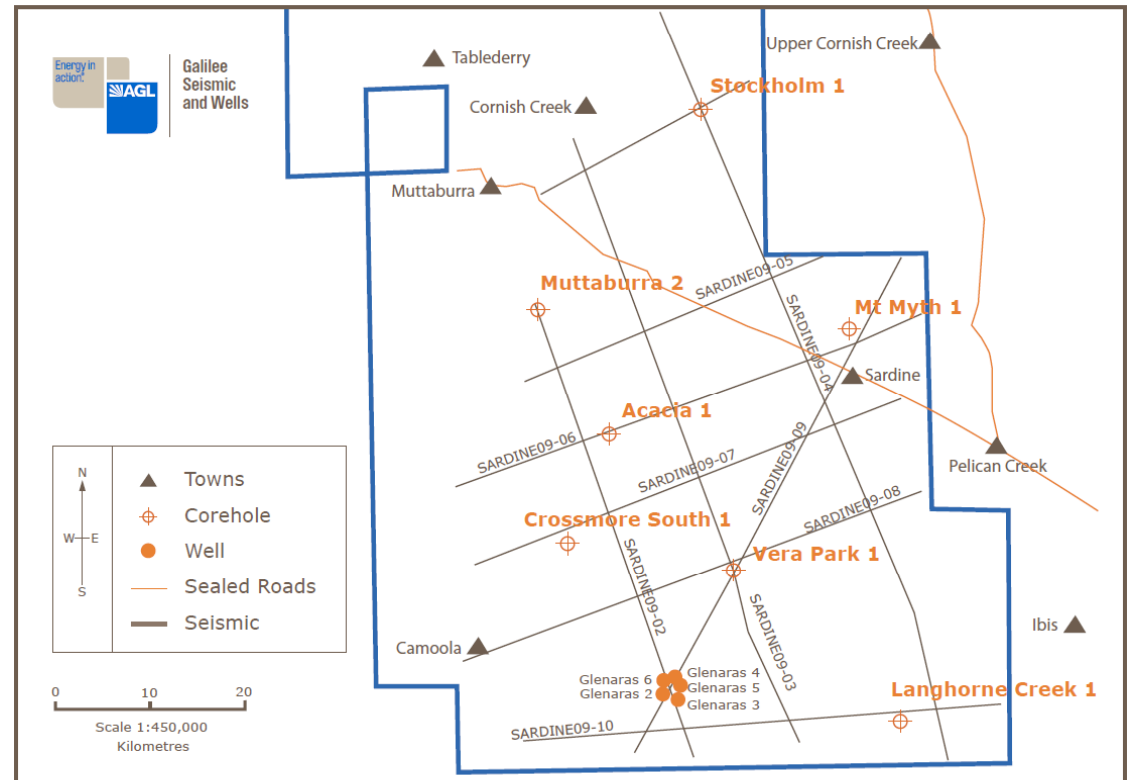 Energy in
action.
AGL
Galilee
Seismic
and Wells
Tablederry
Upper Cornish Creek
Stockholm 1
Cornish Creek
Muttaburra
SARDINE09-05
Muttaburra 2
Mt Myth 1
SARDINE09-04
Sardine
Acacia 1
SARDINE09-06
SARDINE09-07
SARDINE09-09
Pelican Creek
SARDINE09-08
Crossmore South 1
Vera Park 1
SARDINE09-02
SARDINE09-03
Ibis
Camoola
Glenaras 4
Glenaras 6
Glenaras 5
Glenaras 2
Glenaras 3
Langhorne Creek 1
SARDINE09-10
N
W E
S
Towns
Corehole
Well
Sealed Roads
Seismic
0 10 20
Scale 1:450,000
Kilometres